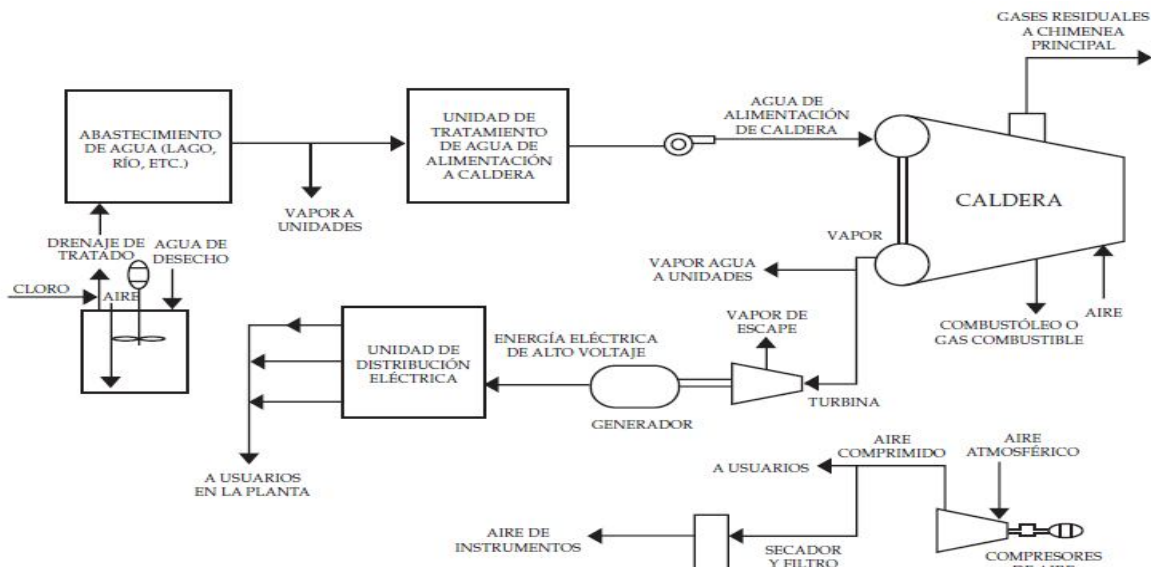 GASES RESIDUALES
A CHIMENEA
PRINCIPAL
ABASTECIMIENTO
DE AGUA (LAGO,
RÍO, ETC.)
UNIDAD DE
TRATAMIENTO
DE AGUA DE
ALIMENTACIÓN
A CALDERA
AGUA DE
ALIMENTACIÓN
DE CALDERA
CALDERA
VAPOR A
UNIDADES
VAPOR
DRENAJE DE
TRATADO
AGUA DE
DESECHO
CLORO
AIRE
VAPOR AGUA
A UNIDADES
AIRE
COMBUSTÓLEO O
GAS COMBUSTIBLE
VAPOR DE
ESCAPE
UNIDAD DE
DISTRIBUCIÓN
ELÉCTRICA
ENERGÍA ELÉCTRICA
DE ALTO VOLTAJE
GENERADOR
TURBINA
A USUARIOS
EN LA PLANTA
AIRE
COMPRIMIDO
AIRE
ATMOSFÉRICO
A USUARIOS
AIRE DE
INSTRUMENTOS
SECADOR
Y FILTRO
COMPRESORES
DE AIRE